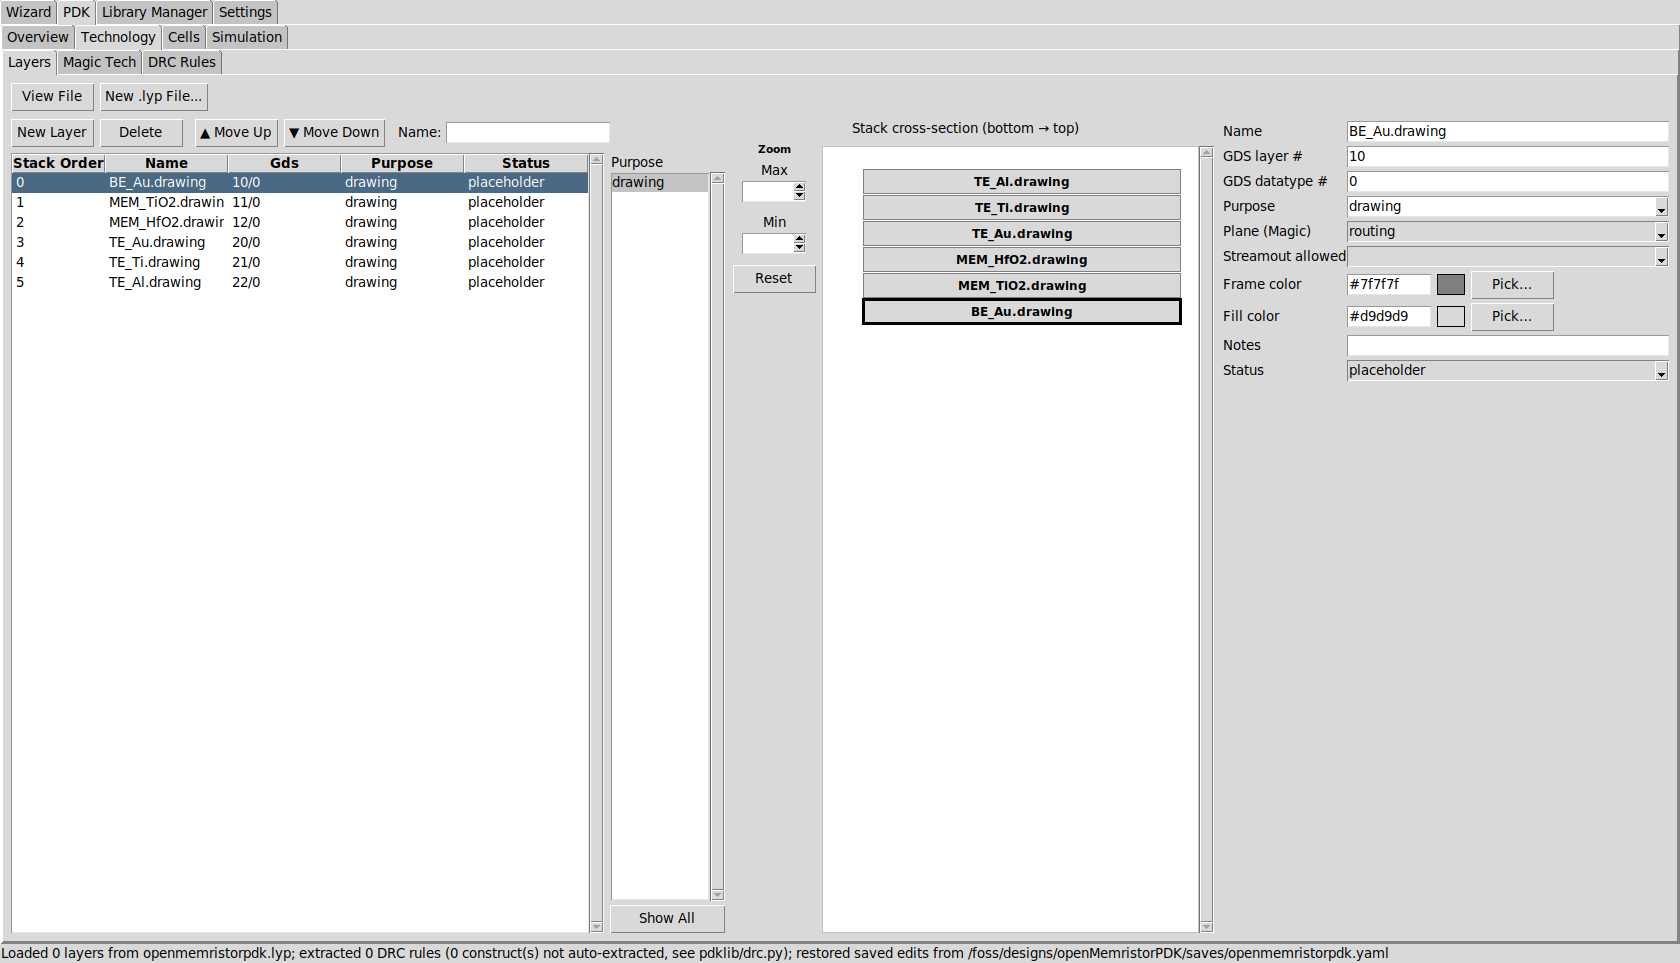 Wizard PDK Library Manager Settings
Overview Technology Cells Simulation
Layers Magic Tech DRC Rules
View File New .lyp File...
New Layer Delete ▲ Move Up ▼ Move Down Name:
Stack Order Name Gds Purpose Status
0 BE_Au.drawing 10/0 drawing placeholder
1 MEM_TiO2.drawin 11/0 drawing placeholder
2 MEM_HfO2.drawir 12/0 drawing placeholder
3 TE_Au.drawing 20/0 drawing placeholder
4 TE_Ti.drawing 21/0 drawing placeholder
5 TE_Al.drawing 22/0 drawing placeholder
Purpose
drawing
Show All
Zoom
Max
Min
Reset
Stack cross-section (bottom → top)
TE_Al.drawing
TE_Ti.drawing
TE_Au.drawing
MEM_HfO2.drawing
MEM_TiO2.drawing
BE_Au.drawing
Name BE_Au.drawing
GDS layer # 10
GDS datatype # 0
Purpose drawing
Plane (Magic) routing
Streamout allowed
Frame color #7f7f7f Pick...
Fill color #d9d9d9 Pick...
Notes
Status placeholder
Loaded 0 layers from openmemristorpdk.lyp; extracted 0 DRC rules (0 construct(s) not auto-extracted, see pdklib/drc.py); restored saved edits from /foss/designs/openMemristorPDK/saves/openmemristorpdk.yaml